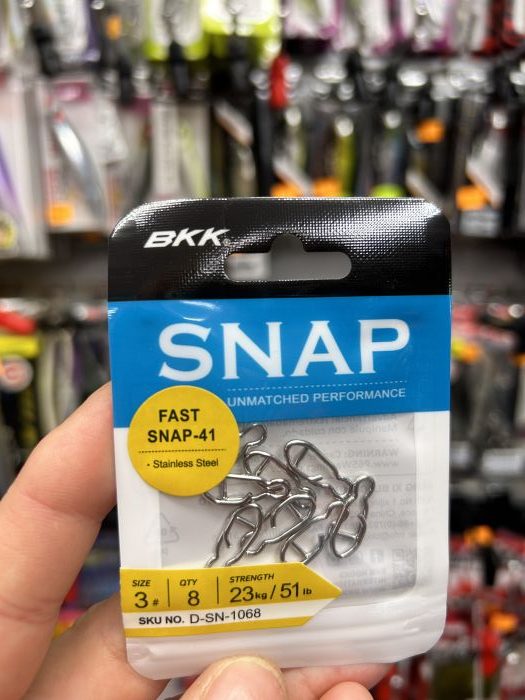 BKK
SNAP
UNMATCHED PERFORMANCE
FAST
SNAP-41
• Stainless Steel
SIZE QTY STRENGTH
3# 8 23kg / 51lb
SKU NO. D-SN-1068